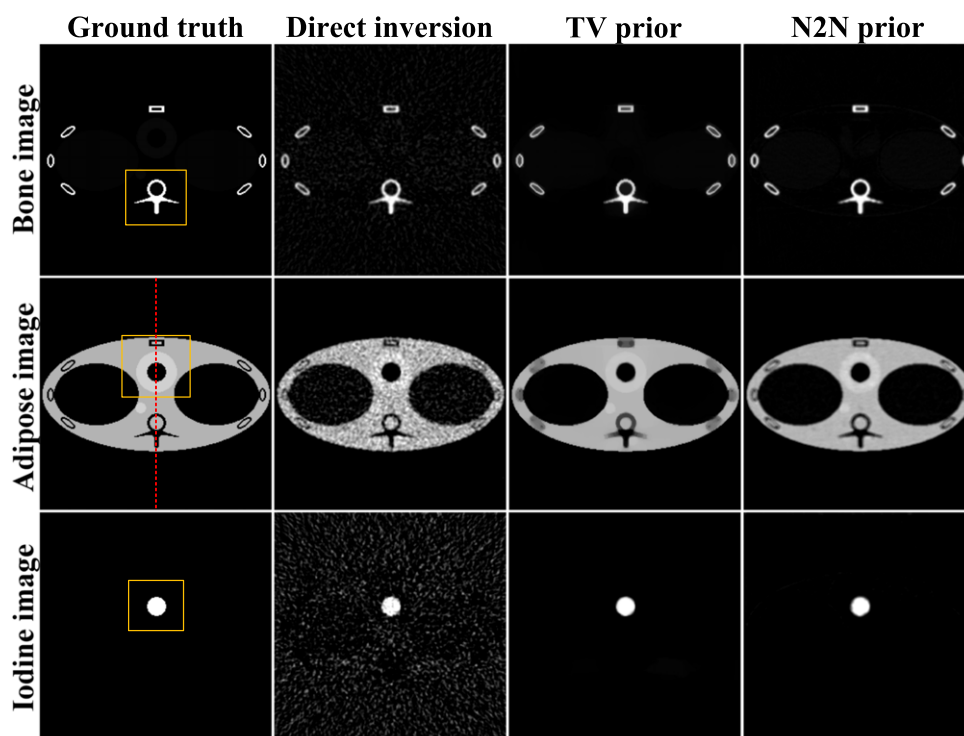 Ground truth
Direct inversion
TV prior
N2N prior
Bone image
Adipose image
Iodine image